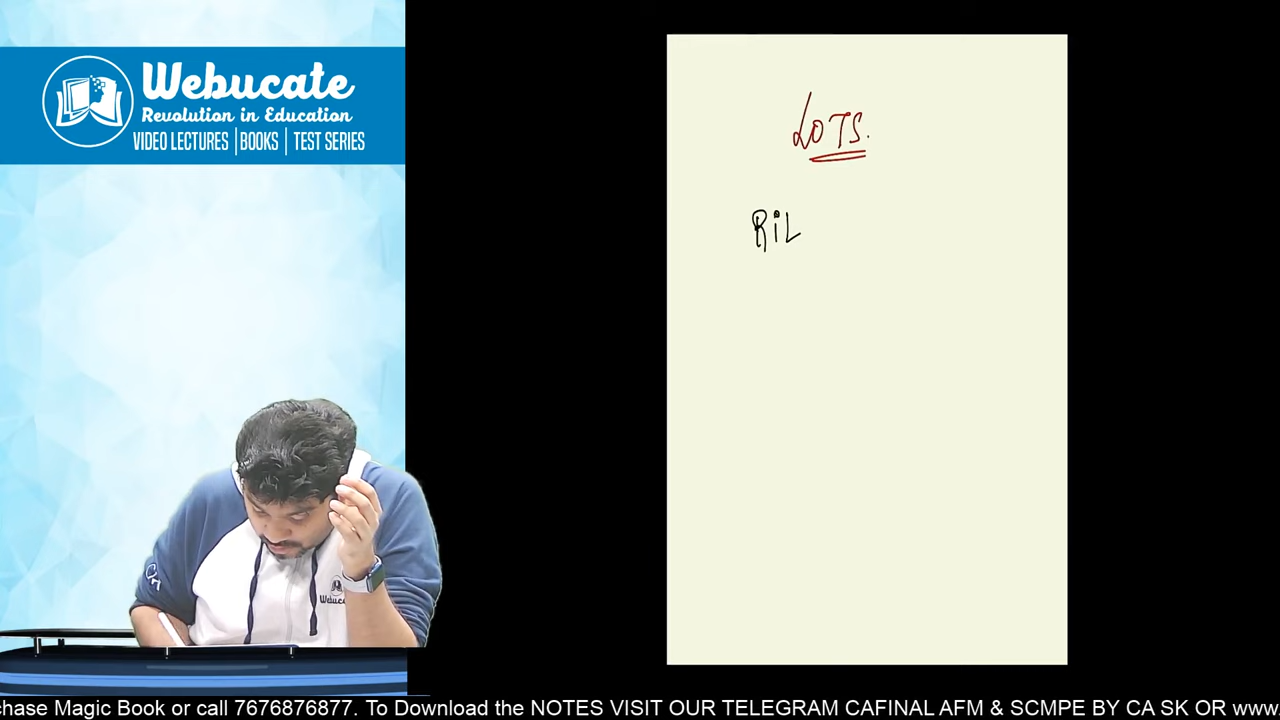 Webucate
Revolution in Education
VIDEO LECTURES | BOOKS | TEST SERIES
LOTS.
RiL
Webuca
chase Magic Book or call 7676876877. To Download the NOTES VISIT OUR TELEGRAM CAFINAL AFM & SCMPE BY CA SK OR www